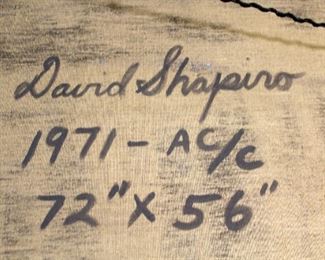 David Shapiro
1971 - AC/C
72" X 56"